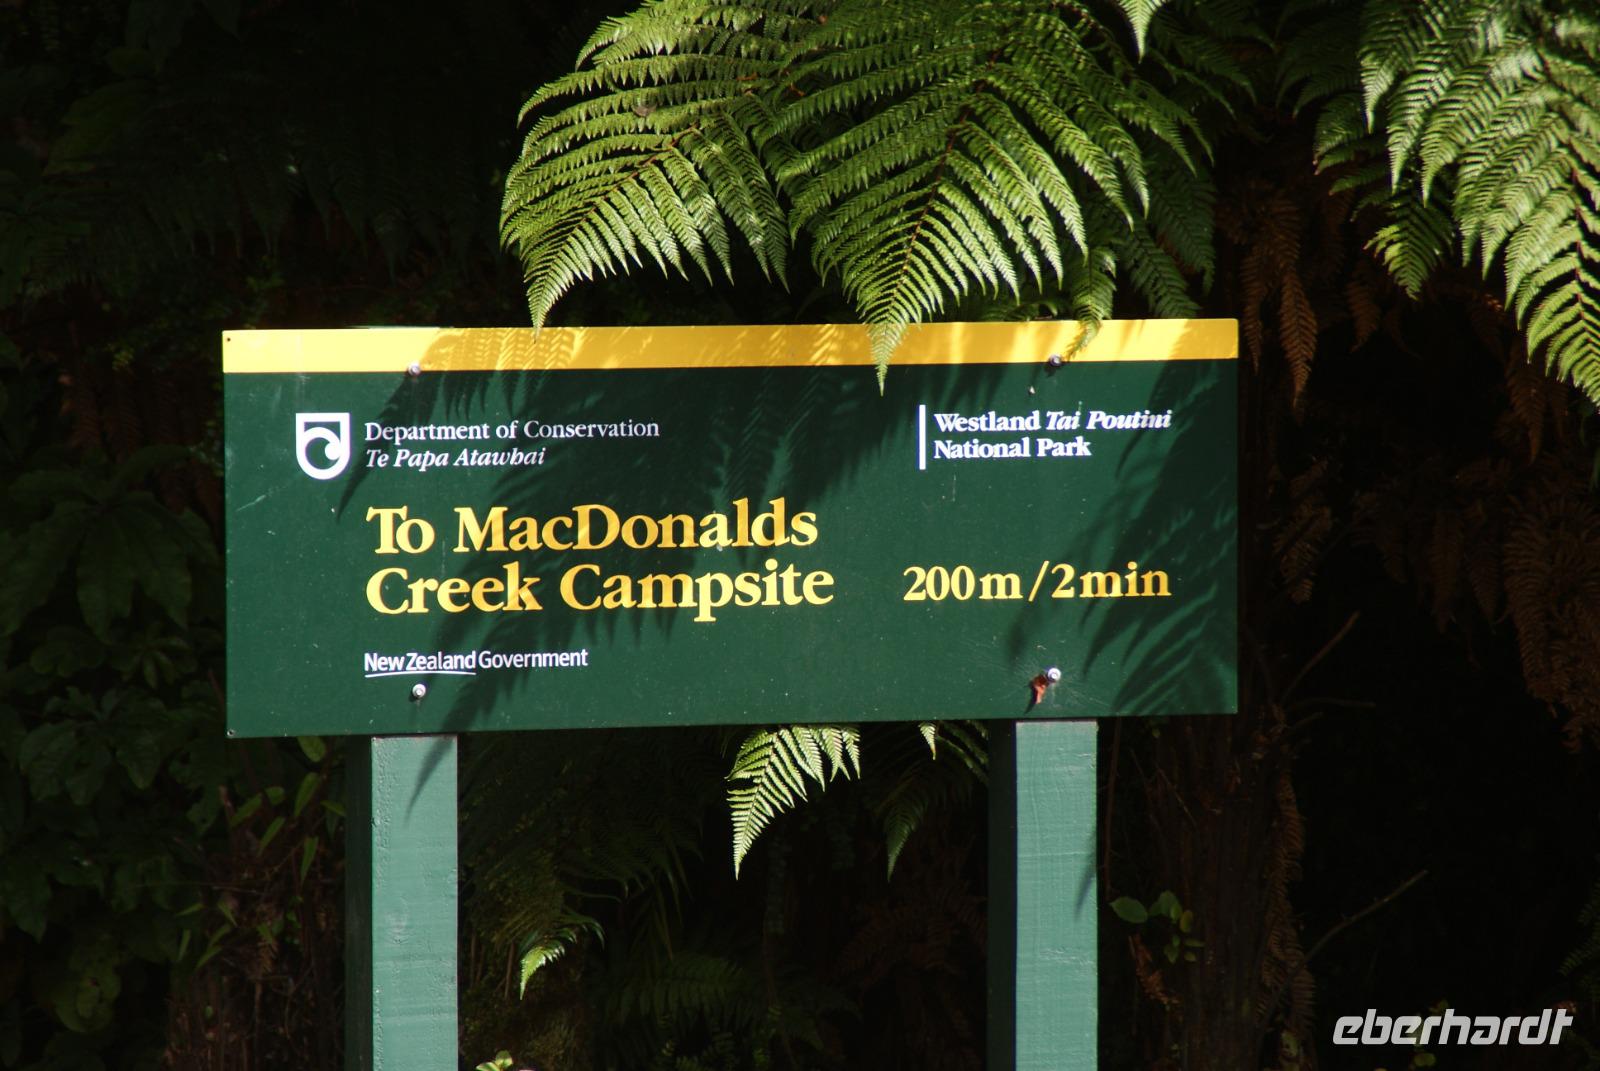 Department of Conservation
Te Papa Atawhai
Westland Tai Poutini
National Park
To MacDonalds
Creek Campsite
200m/2min
New Zealand Government
eberhardt